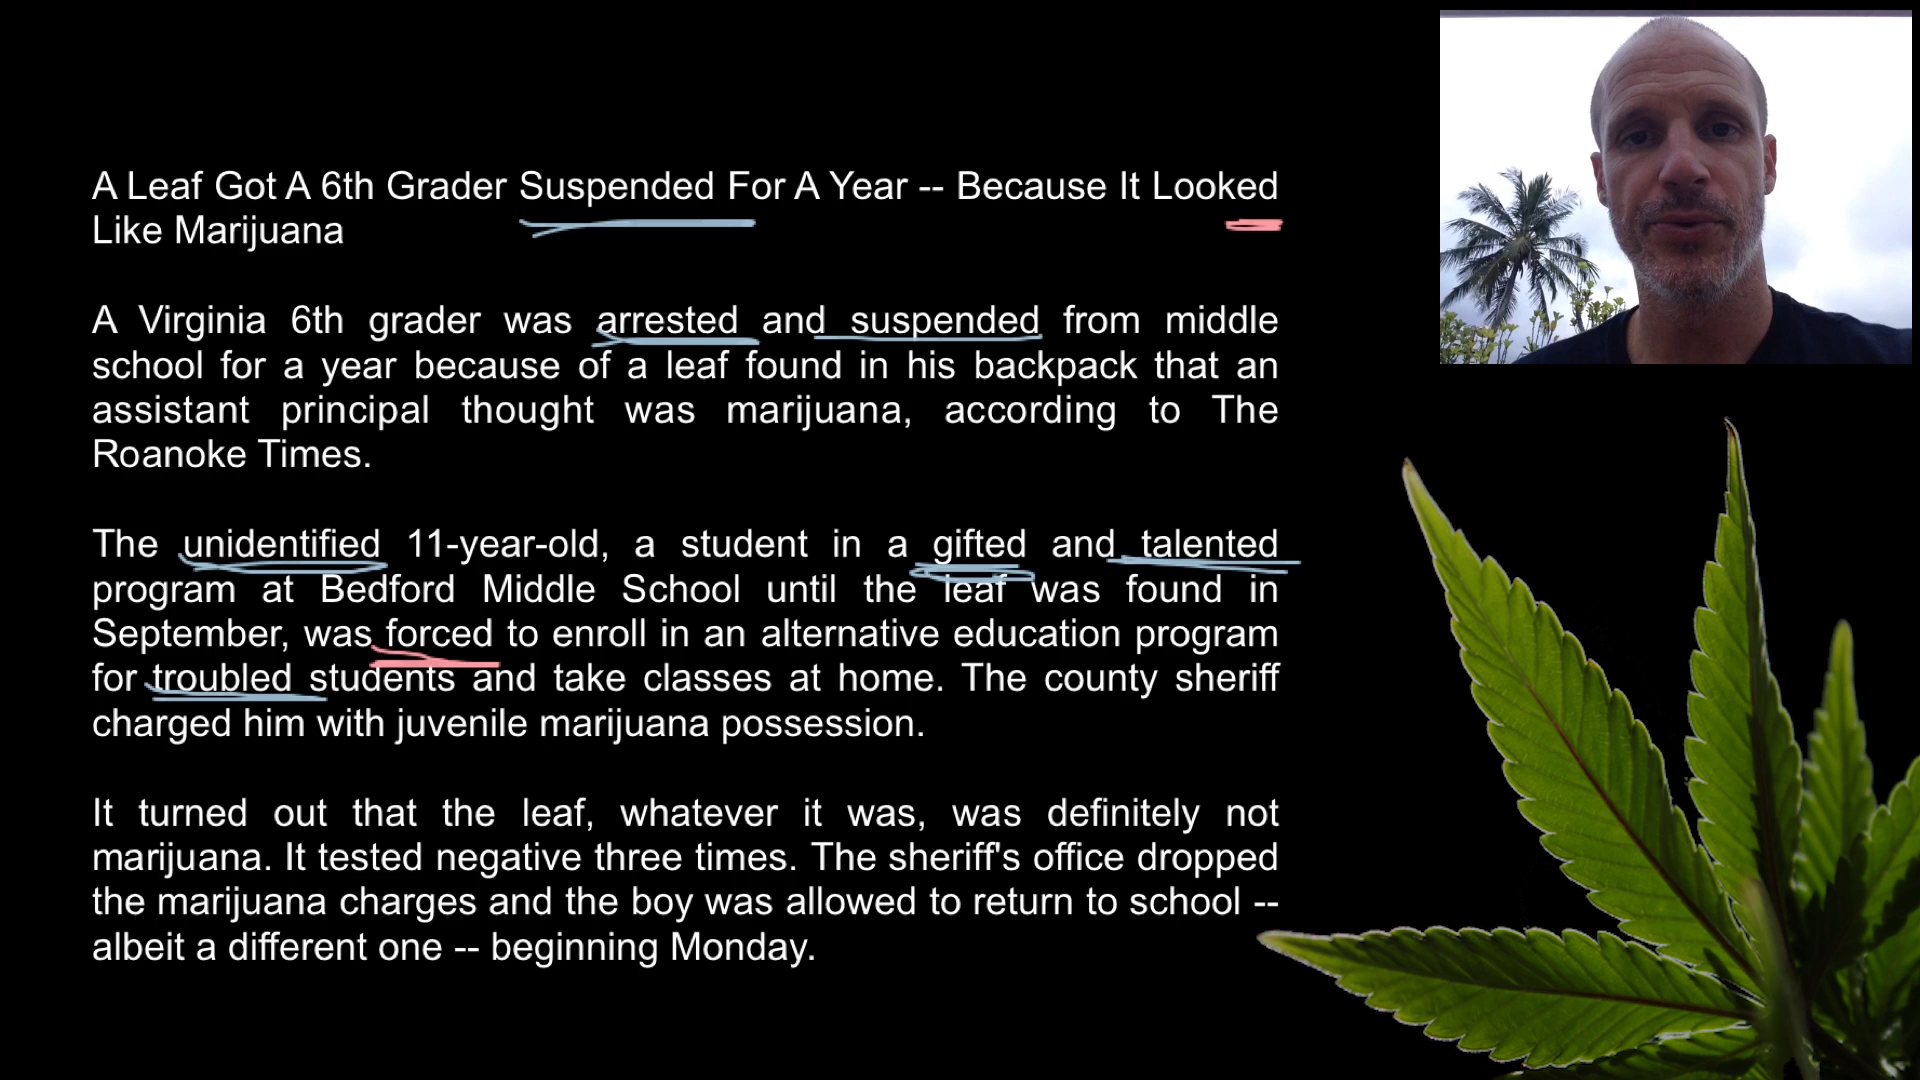 A Leaf Got A 6th Grader Suspended For A Year -- Because It Looked
Like Marijuana
A Virginia 6th grader was arrested and suspended from middle
school for a year because of a leaf found in his backpack that an
assistant principal thought was marijuana, according to The
Roanoke Times.
The unidentified 11-year-old, a student in a gifted and talented
program at Bedford Middle School until the leaf was found in
September, was forced to enroll in an alternative education program
for troubled students and take classes at home. The county sheriff
charged him with juvenile marijuana possession.
It turned out that the leaf, whatever it was, was definitely not
marijuana. It tested negative three times. The sheriff's office dropped
the marijuana charges and the boy was allowed to return to school --
albeit a different one -- beginning Monday.